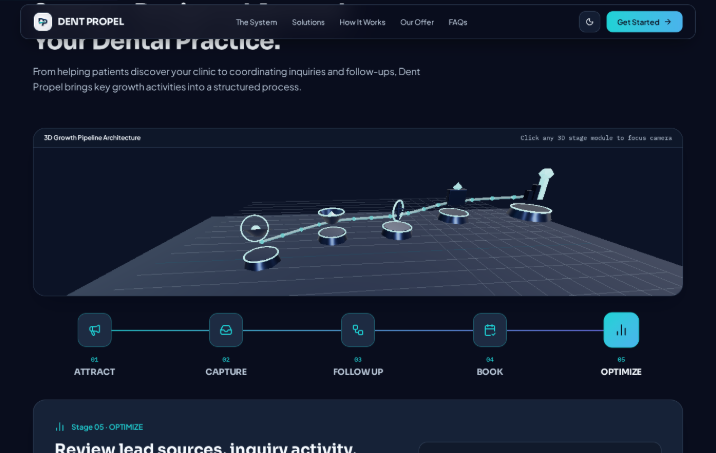 DENT PROPEL
The System
Solutions
How It Works
Our Offer
FAQs
Get Started →
Your Dental Practice.
From helping patients discover your clinic to coordinating inquiries and follow-ups, Dent
Propel brings key growth activities into a structured process.
3D Growth Pipeline Architecture
Click any 3D stage module to focus camera
01
ATTRACT
02
CAPTURE
03
FOLLOW UP
04
BOOK
05
OPTIMIZE
Stage 05 · OPTIMIZE
Review lead sources, inquiry activity,